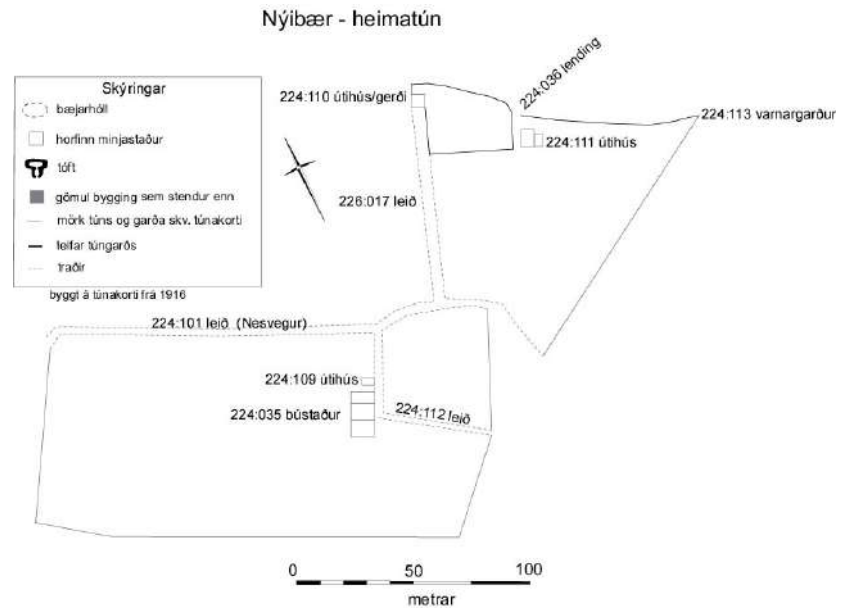 Nýibær - heimatún
Skýringar
bæjarhóll
horfinn minjastaður
tóft
gömul bygging sem stendur enn
mörk túns og garða skv. túnakorti
leifar túngarðs
traðir
byggt á túnakorti frá 1916
224:110 útihús/gerði
224:036 lending
224:113 varnargarður
224:111 útihús
226:017 leið
224:101 leið (Nesvegur)
224:109 útihús
224:035 bústaður
224:112 leið
0 50 100
metrar